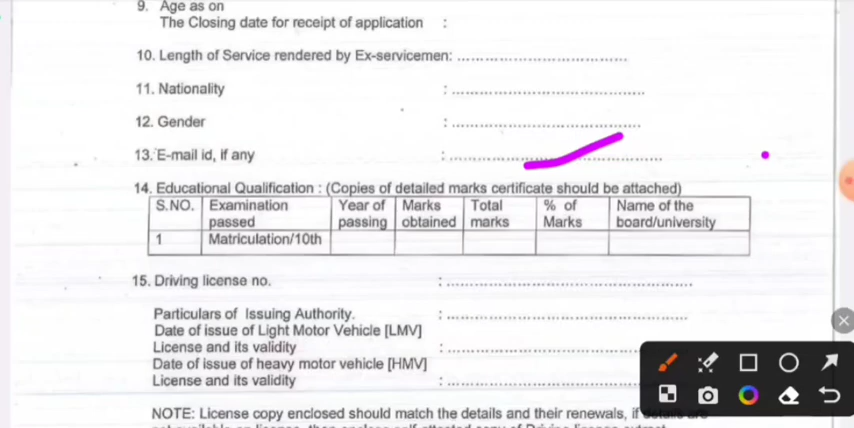 9. Age as on
The Closing date for receipt of application :
10. Length of Service rendered by Ex-servicemen: ........................................
11. Nationality : ........................................
12. Gender : ........................................
13. E-mail id, if any : ........................................
14. Educational Qualification : (Copies of detailed marks certificate should be attached)
S.NO. Examination passed Year of passing Marks obtained Total marks % of Marks Name of the board/university
1 Matriculation/10th
15. Driving license no. : ........................................
Particulars of Issuing Authority. : ........................................
Date of issue of Light Motor Vehicle [LMV]
License and its validity : ........................................
Date of issue of heavy motor vehicle [HMV]
License and its validity : ........................................
NOTE: License copy enclosed should match the details and their renewals, if details are